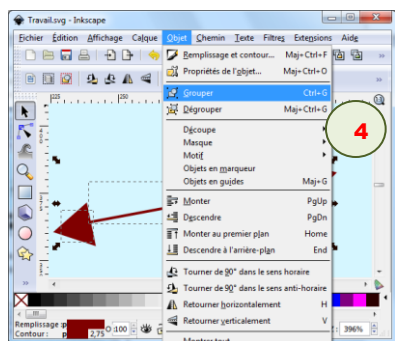 Travail.svg - Inkscape
Fichier Édition Affichage Calque Objet Chemin Texte Filtres Extensions Aide
Remplissage et contour... Maj+Ctrl+F
Propriétés de l'objet... Maj+Ctrl+O
Grouper Ctrl+G
Dégrouper Maj+Ctrl+G
4
Découpe
Masque
Motif
Objets en marqueur
Objets en guides Maj+G
Monter PgUp
Descendre PgDn
Monter au premier plan Home
Descendre à l'arrière-plan End
Tourner de 90° dans le sens horaire
Tourner de 90° dans le sens anti-horaire
Retourner horizontalement H
Retourner verticalement V
Remplissage :
Contour : 2,75 O: 100 396%